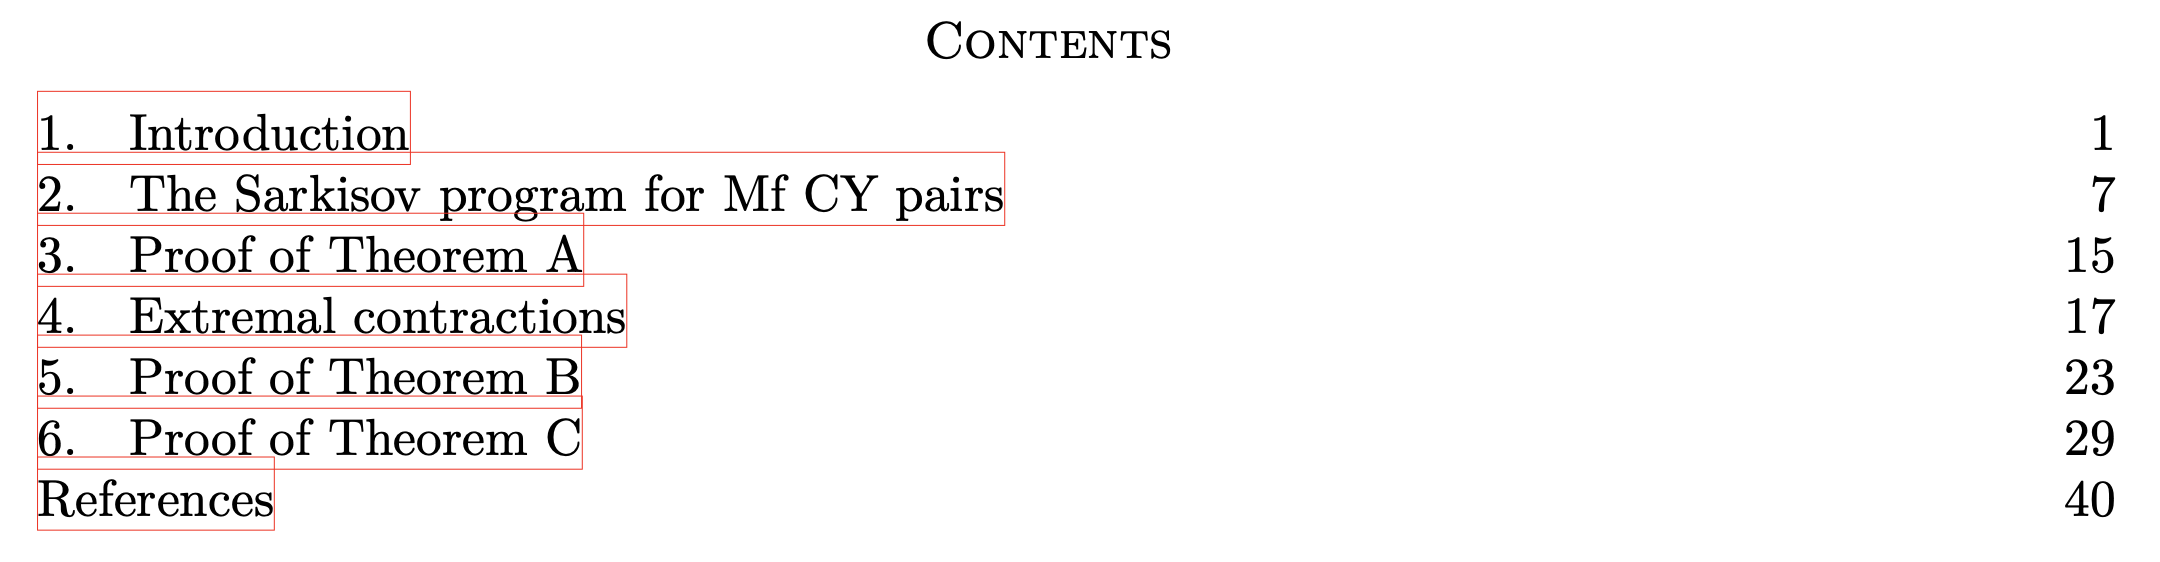 Contents
1. Introduction 1
2. The Sarkisov program for Mf CY pairs 7
3. Proof of Theorem A 15
4. Extremal contractions 17
5. Proof of Theorem B 23
6. Proof of Theorem C 29
References 40